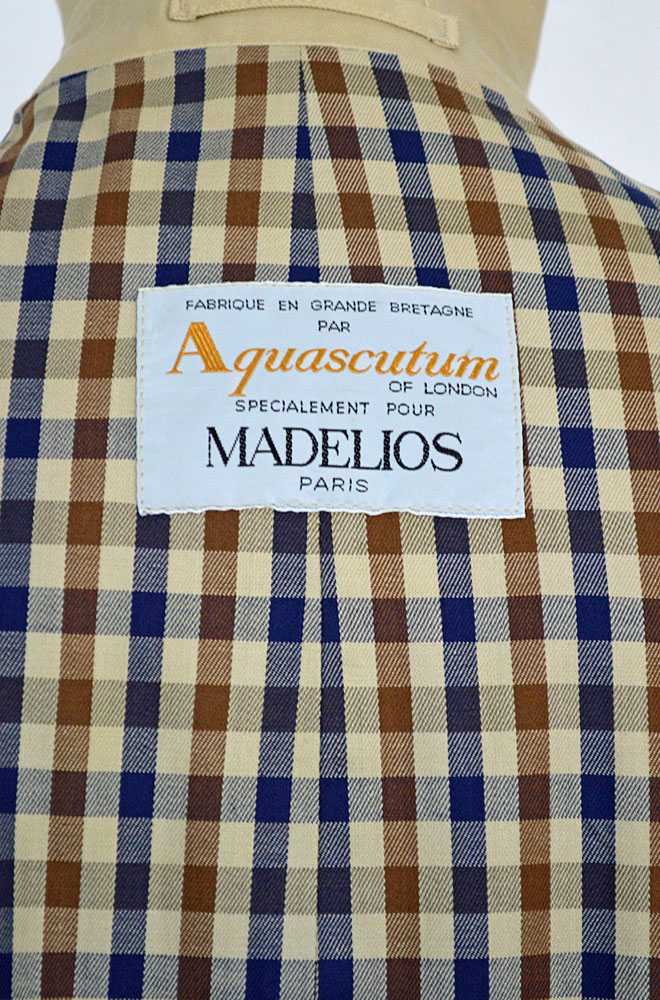 FABRIQUE EN GRANDE BRETAGNE
PAR
Aquascutum
OF LONDON
SPECIALEMENT POUR
MADELIOS
PARIS